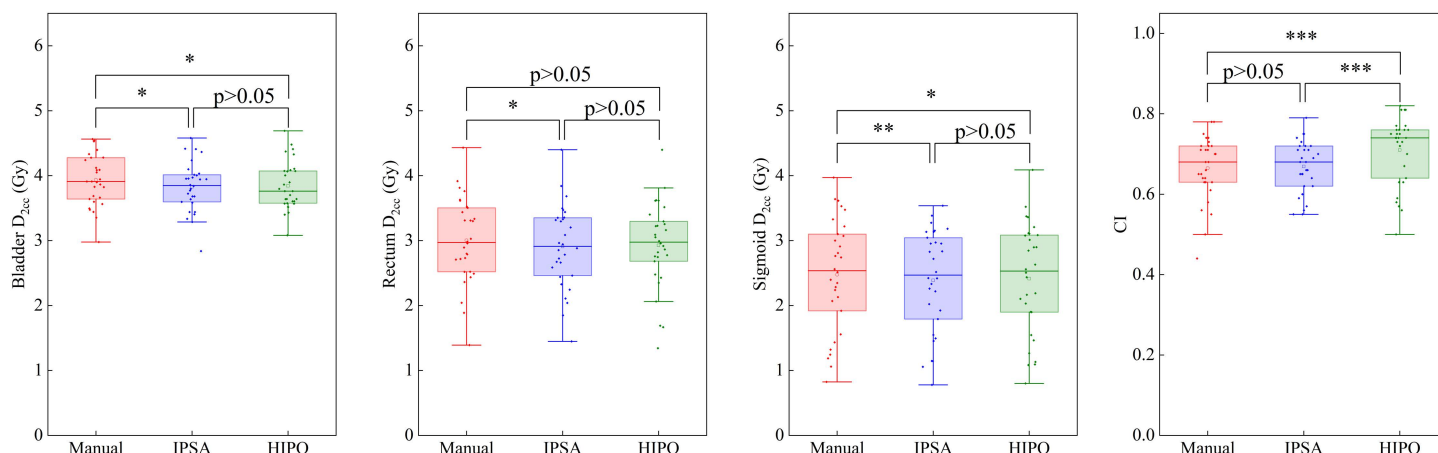 6
5
4
3
2
1
0
Bladder D2cc (Gy)
*
*
p>0.05
Manual IPSA HIPO
6
5
4
3
2
1
0
Rectum D2cc (Gy)
p>0.05
*
p>0.05
Manual IPSA HIPO
6
5
4
3
2
1
0
Sigmoid D2cc (Gy)
*
**
p>0.05
Manual IPSA HIPO
1.0
0.8
0.6
0.4
0.2
0.0
CI
***
p>0.05
***
Manual IPSA HIPO